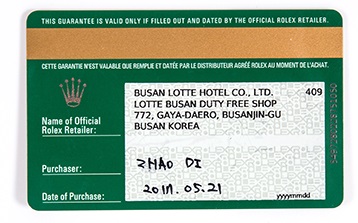 THIS GUARANTEE IS VALID ONLY IF FILLED OUT AND DATED BY THE OFFICIAL ROLEX RETAILER.
CETTE GARANTIE N'EST VALABLE QUE REMPLIE ET DATÉE PAR LE DISTRIBUTEUR AGRÉÉ ROLEX AU MOMENT DE L'ACHAT.
BUSAN LOTTE HOTEL CO., LTD. 409
LOTTE BUSAN DUTY FREE SHOP
772, GAYA-DAERO, BUSANJIN-GU
BUSAN KOREA
Name of Official
Rolex Retailer:
Purchaser: ZHAO DI
Date of Purchase: 2017.05.21
yyyymmdd